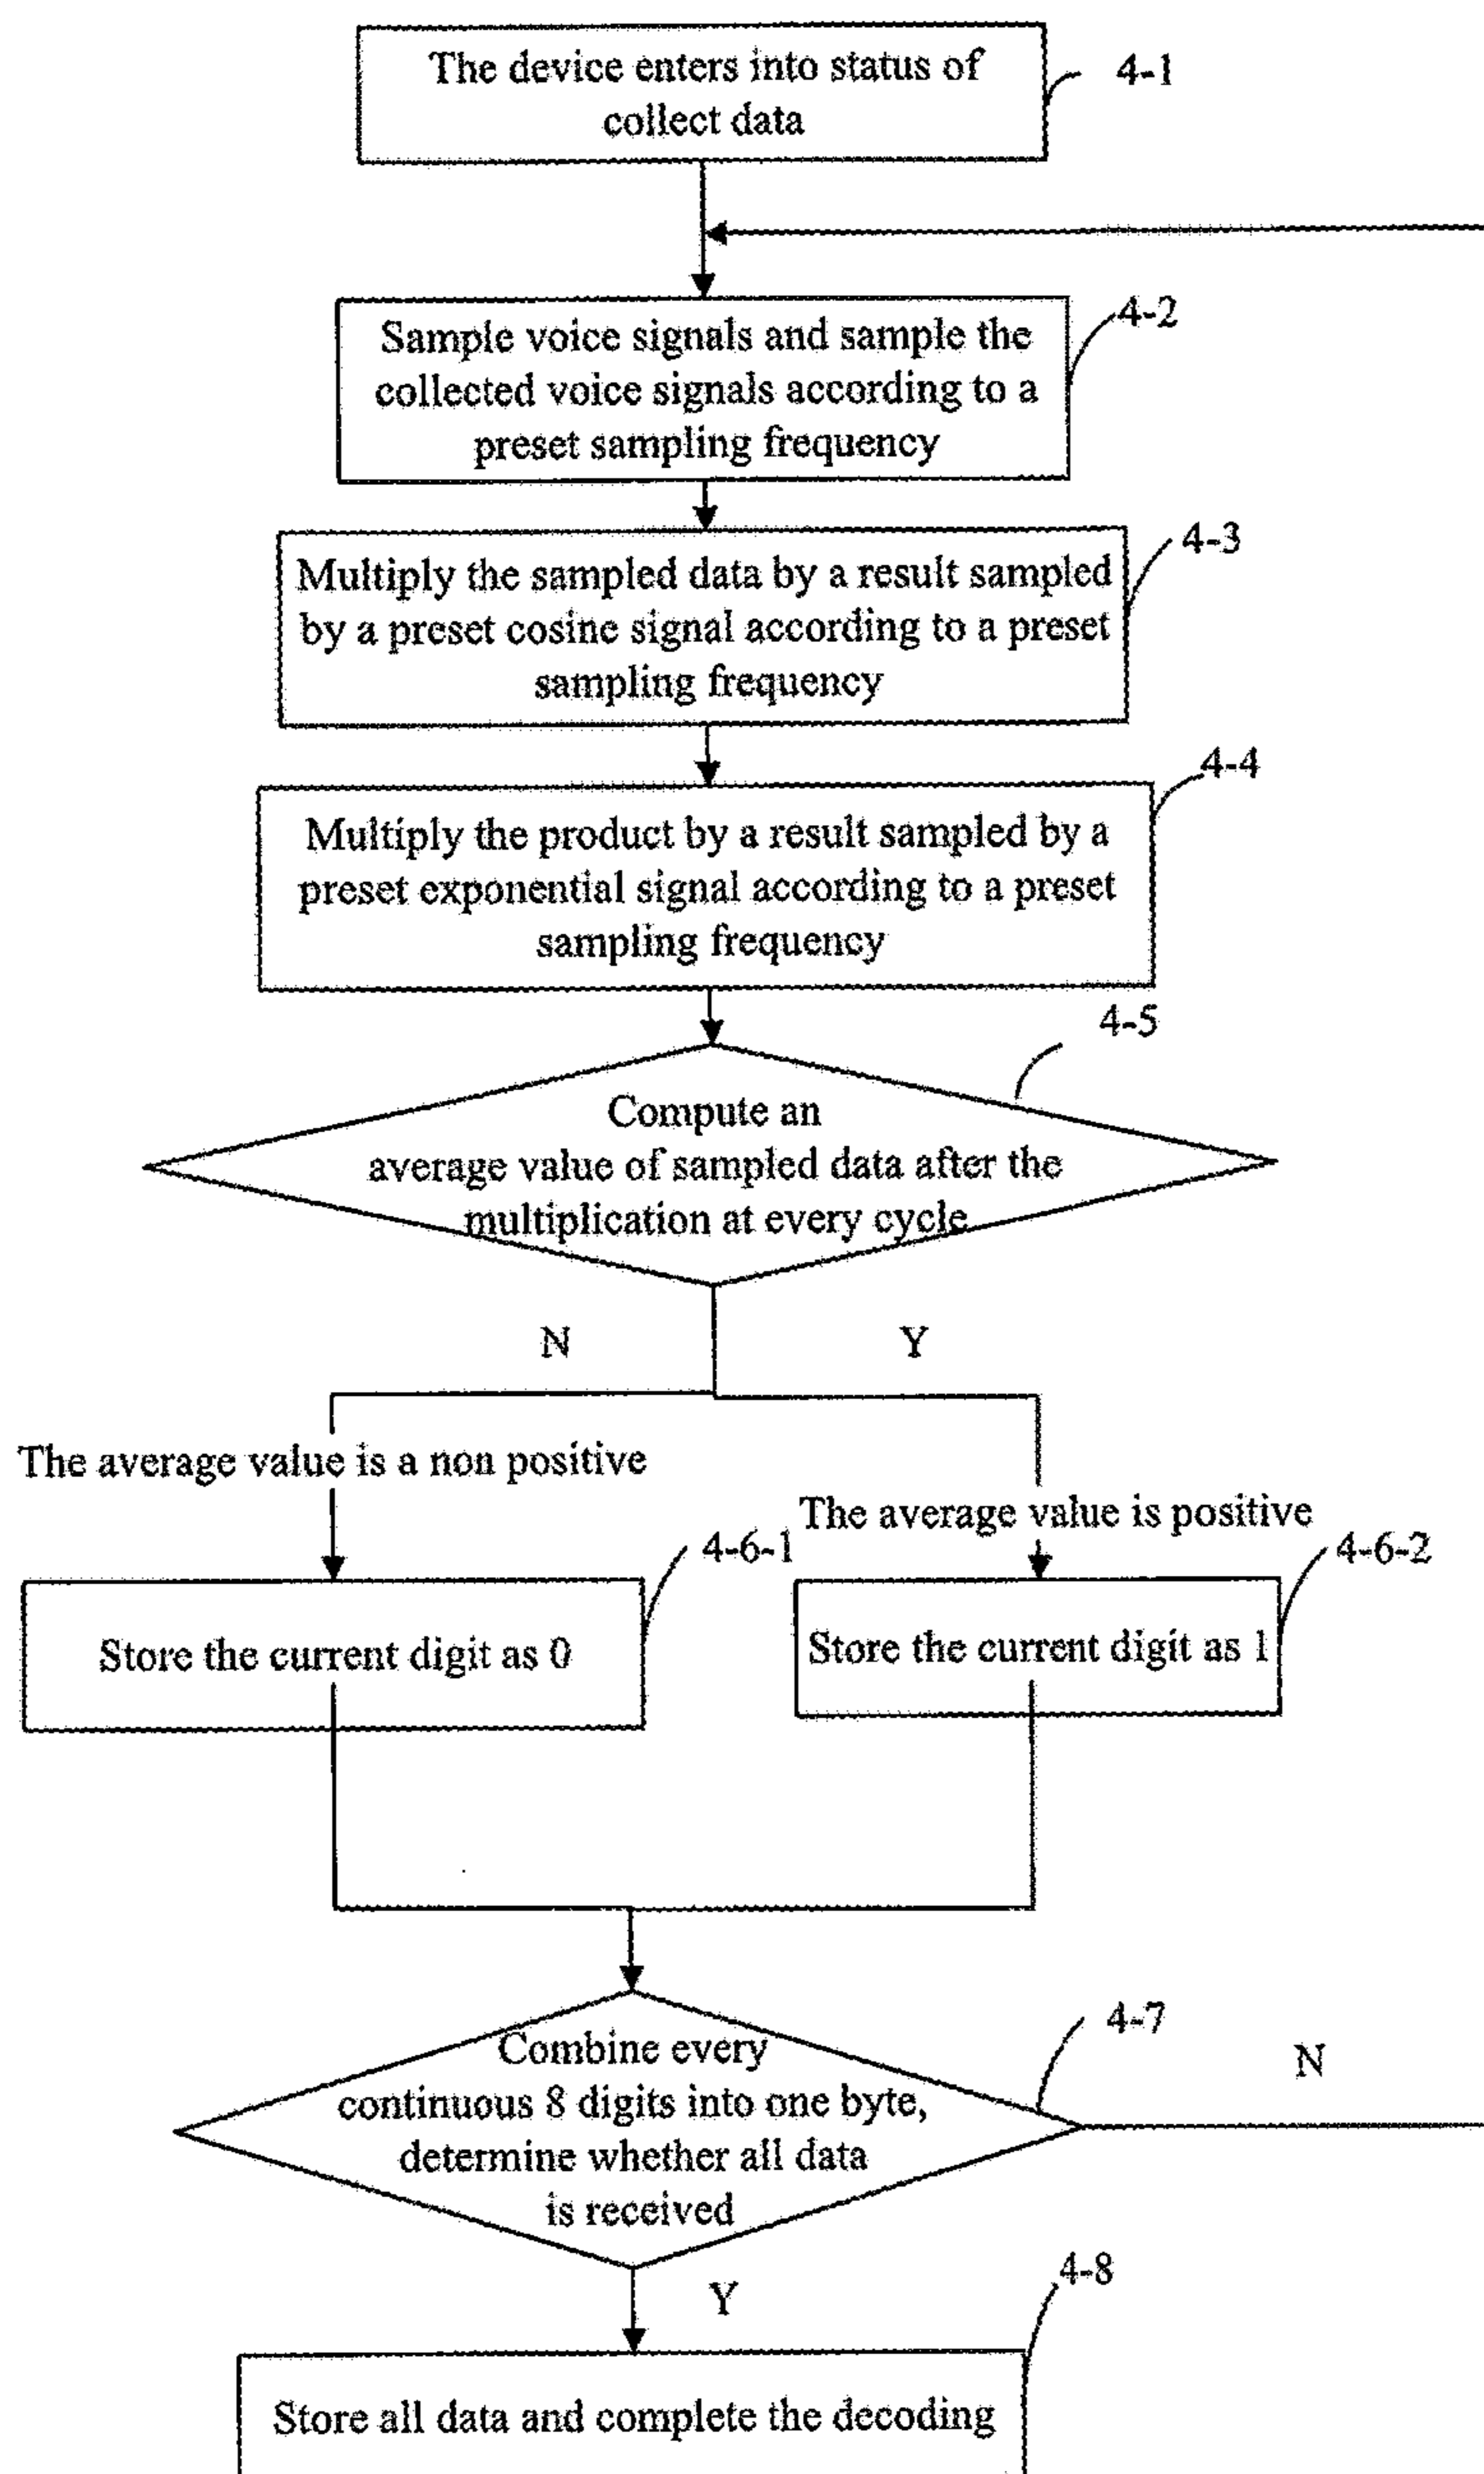 The device enters into status of
collect data
4-1
4-2
Sample voice signals and sample the
collected voice signals according to a
preset sampling frequency
4-3
Multiply the sampled data by a result sampled
by a preset cosine signal according to a preset
sampling frequency
4-4
Multiply the product by a result sampled by a
preset exponential signal according to a preset
sampling frequency
4-5
Compute an
average value of sampled data after the
multiplication at every cycle
N
Y
The average value is a non positive
The average value is positive
4-6-1
4-6-2
Store the current digit as 0
Store the current digit as 1
4-7
N
Combine every
continuous 8 digits into one byte,
determine whether all data
is received
Y
4-8
Store all data and complete the decoding